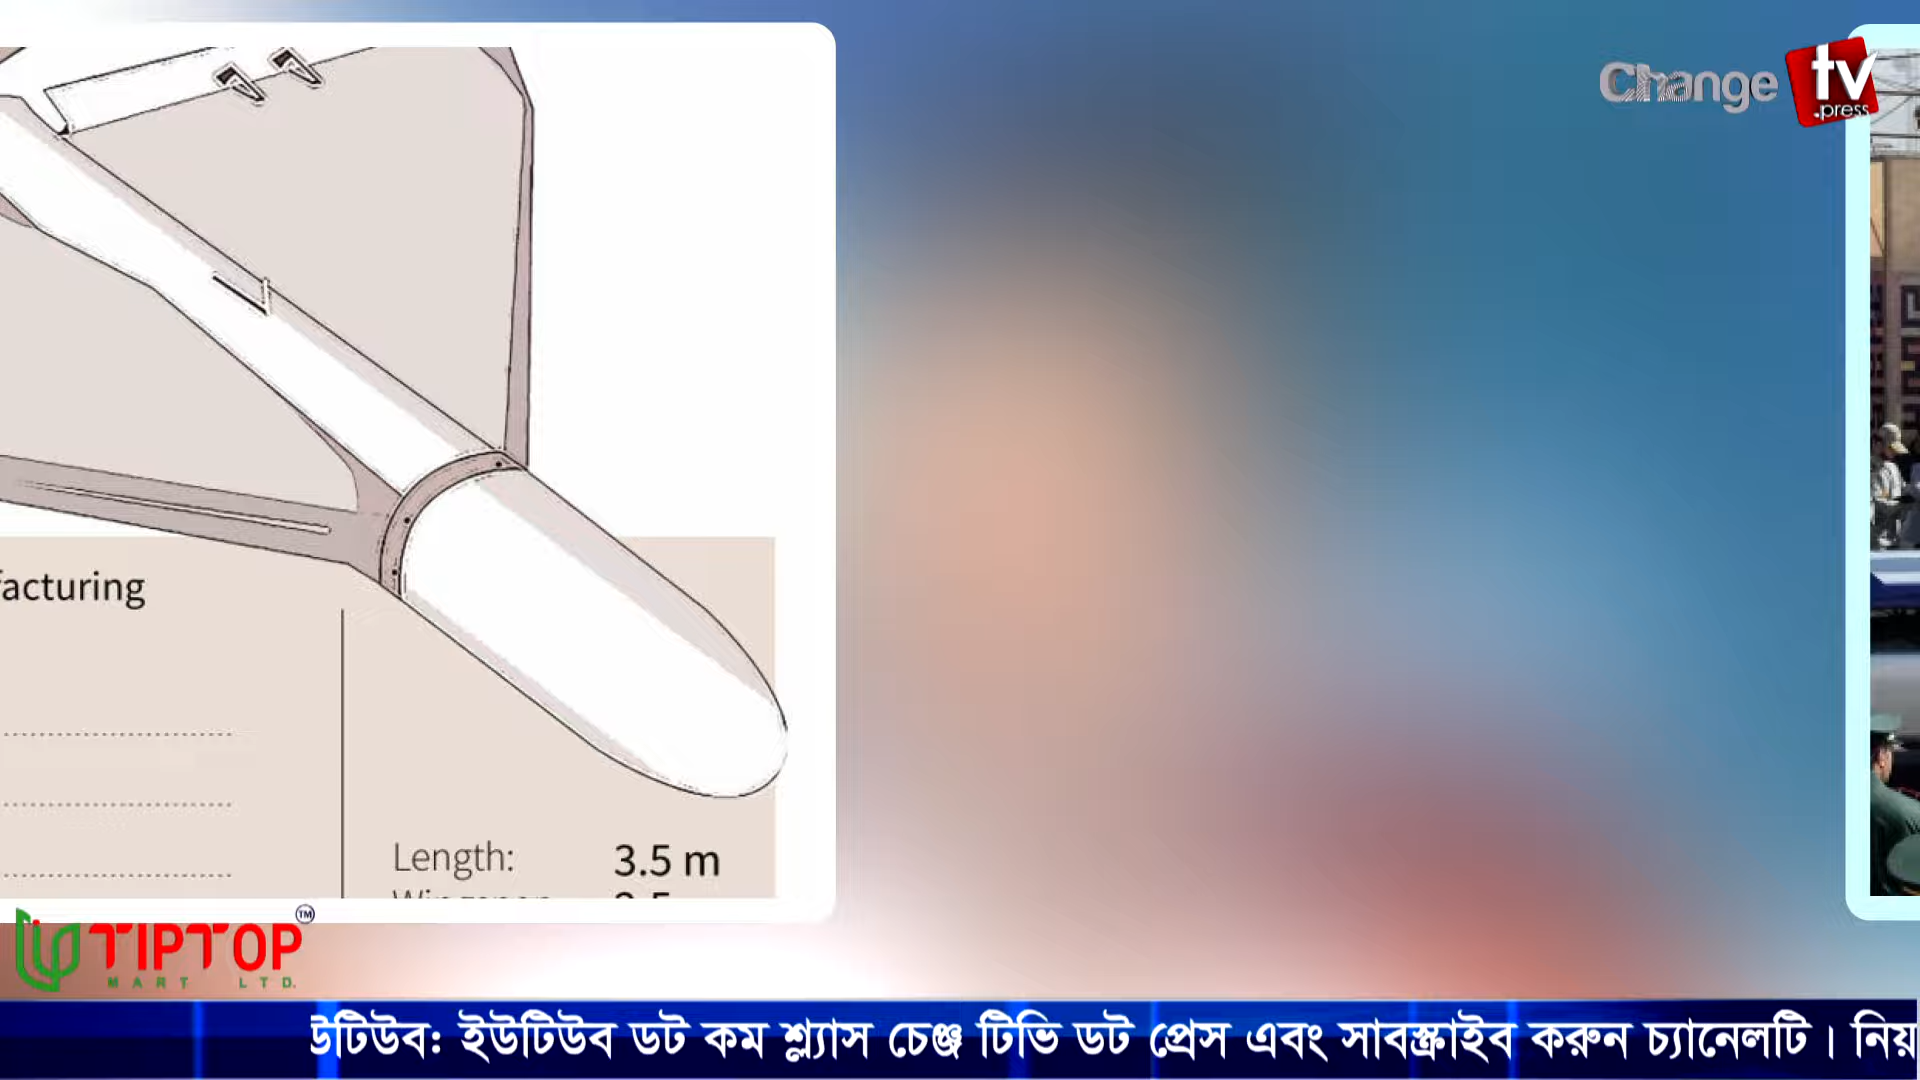 Change tv
.press
facturing
Length: 3.5 m
TIPTOP TM
MART LTD.
উটিউব: ইউটিউব ডট কম শ্ল্যাস চেঞ্জ টিভি ডট প্রেস এবং সাবস্ক্রাইব করুন চ্যানেলটি। নিয়